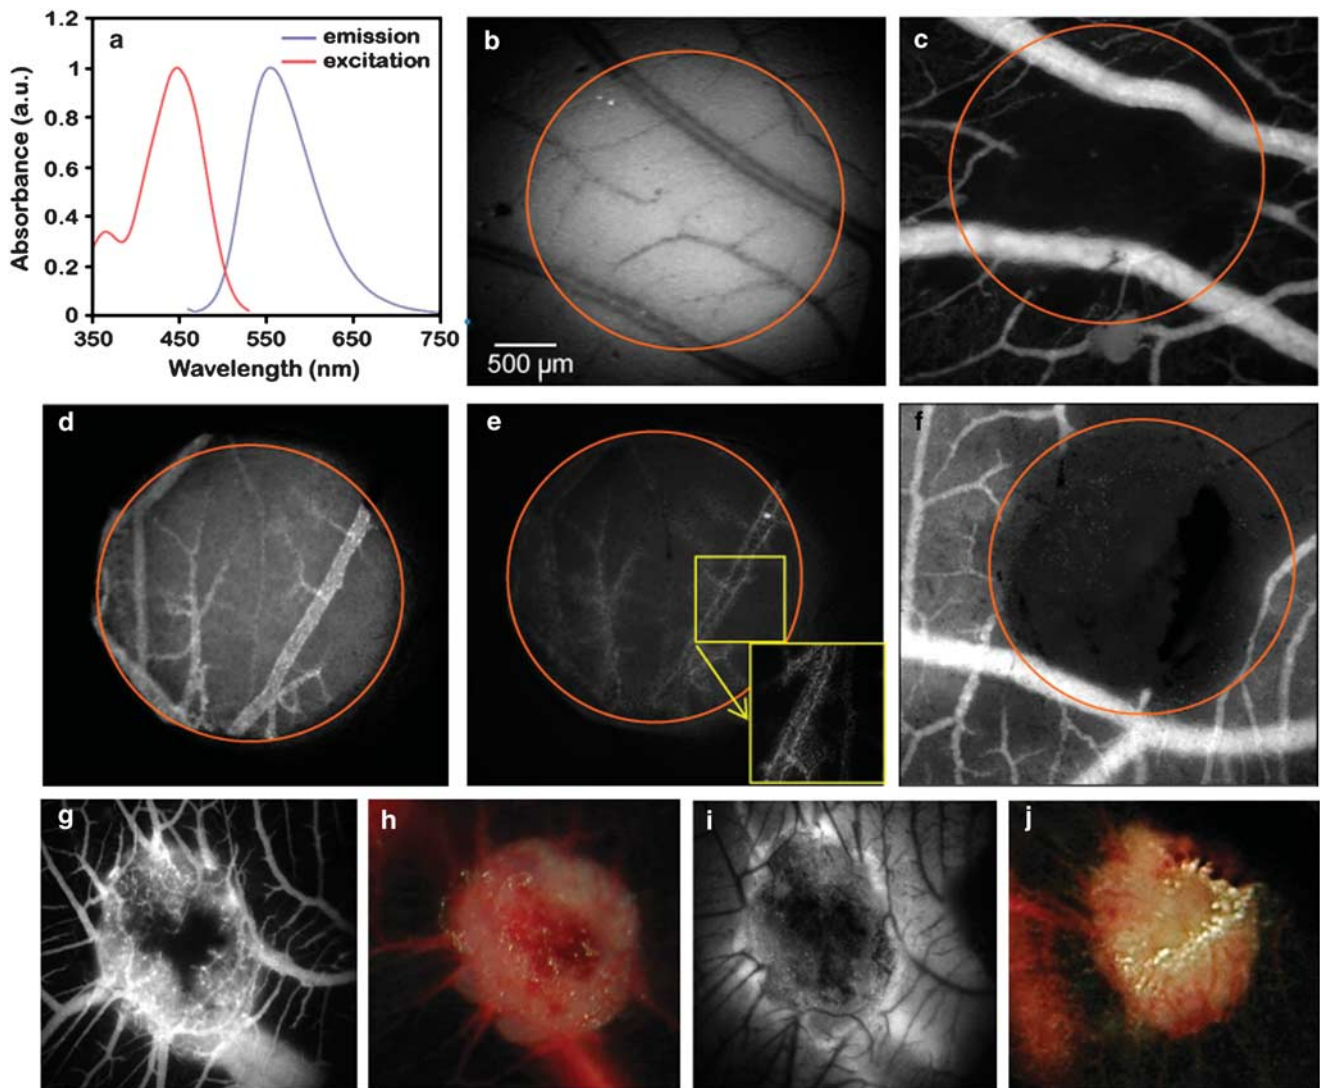 a
emission
excitation
Absorbance (a.u.)
1.2
1
0.8
0.6
0.4
0.2
0
350
450
550
650
750
Wavelength (nm)
b
500 µm
c
d
e
f
g
h
i
j